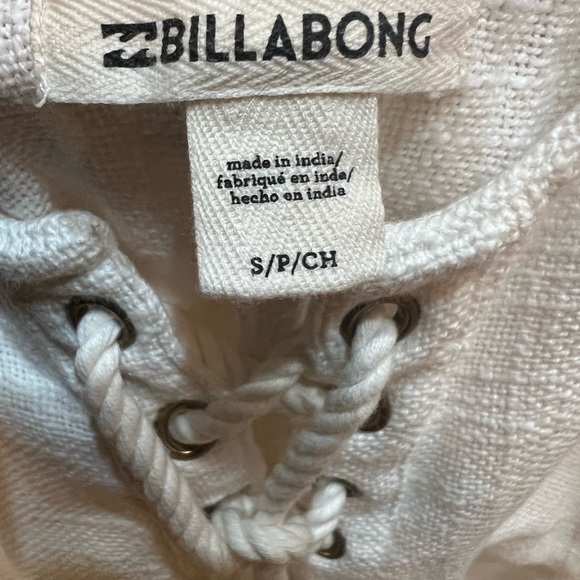 BILLABONG
made in india/
fabriqué en inde/
hecho en india
S/P/CH